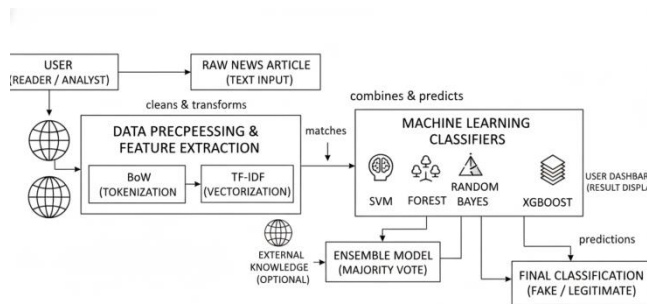 USER
(READER / ANALYST)
RAW NEWS ARTICLE
(TEXT INPUT)
cleans & transforms
combines & predicts
DATA PRECPEESSING &
FEATURE EXTRACTION
BoW
(TOKENIZATION)
TF-IDF
(VECTORIZATION)
matches
MACHINE LEARNING
CLASSIFIERS
SVM
FOREST
RANDOM
BAYES
XGBOOST
USER DASHBAR
(RESULT DISPLA
EXTERNAL
KNOWLEDGE
(OPTIONAL)
ENSEMBLE MODEL
(MAJORITY VOTE)
predictions
FINAL CLASSIFICATION
(FAKE / LEGITIMATE)